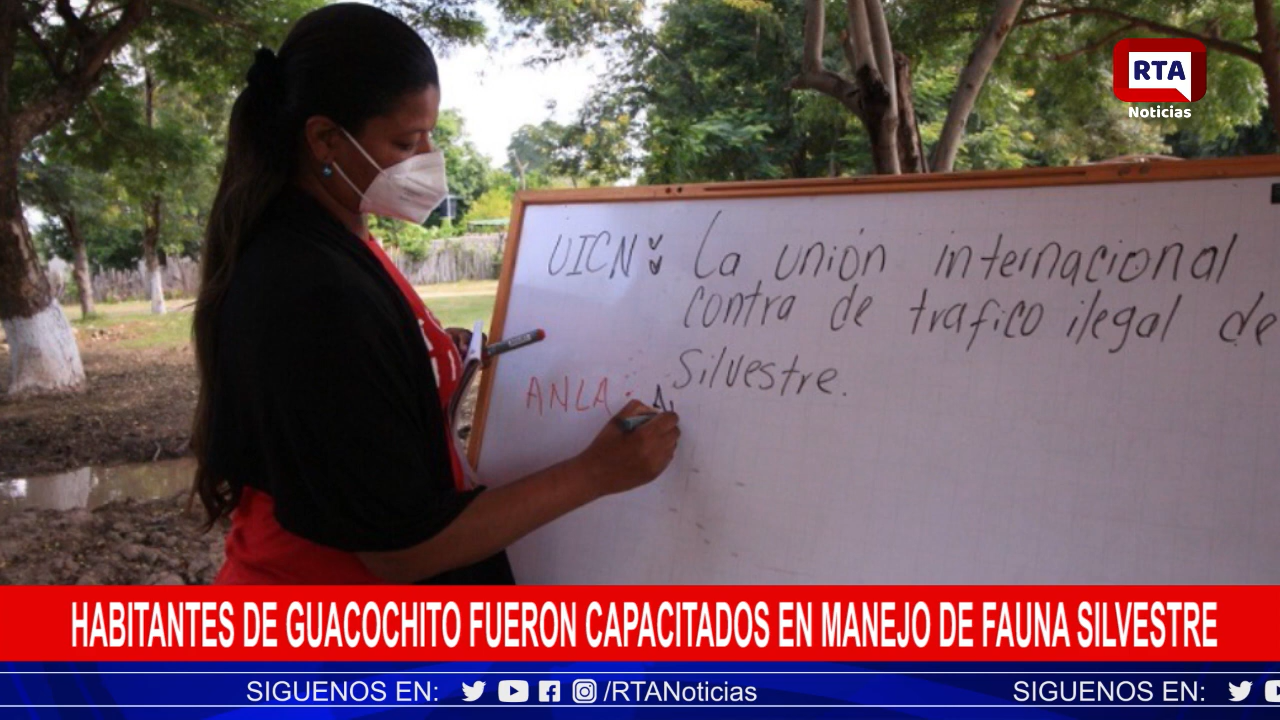 RTA
Noticias
UICN: La unión internacional
contra de trafico ilegal de
silvestre.
ANLA: A
HABITANTES DE GUACOCHITO FUERON CAPACITADOS EN MANEJO DE FAUNA SILVESTRE
SIGUENOS EN: /RTANoticias SIGUENOS EN: